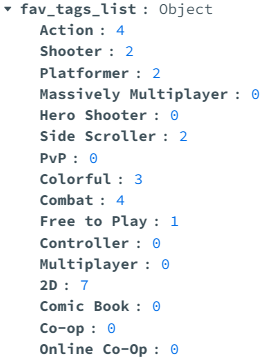 fav_tags_list : Object
Action : 4
Shooter : 2
Platformer : 2
Massively Multiplayer : 0
Hero Shooter : 0
Side Scroller : 2
PvP : 0
Colorful : 3
Combat : 4
Free to Play : 1
Controller : 0
Multiplayer : 0
2D : 7
Comic Book : 0
Co-op : 0
Online Co-Op : 0